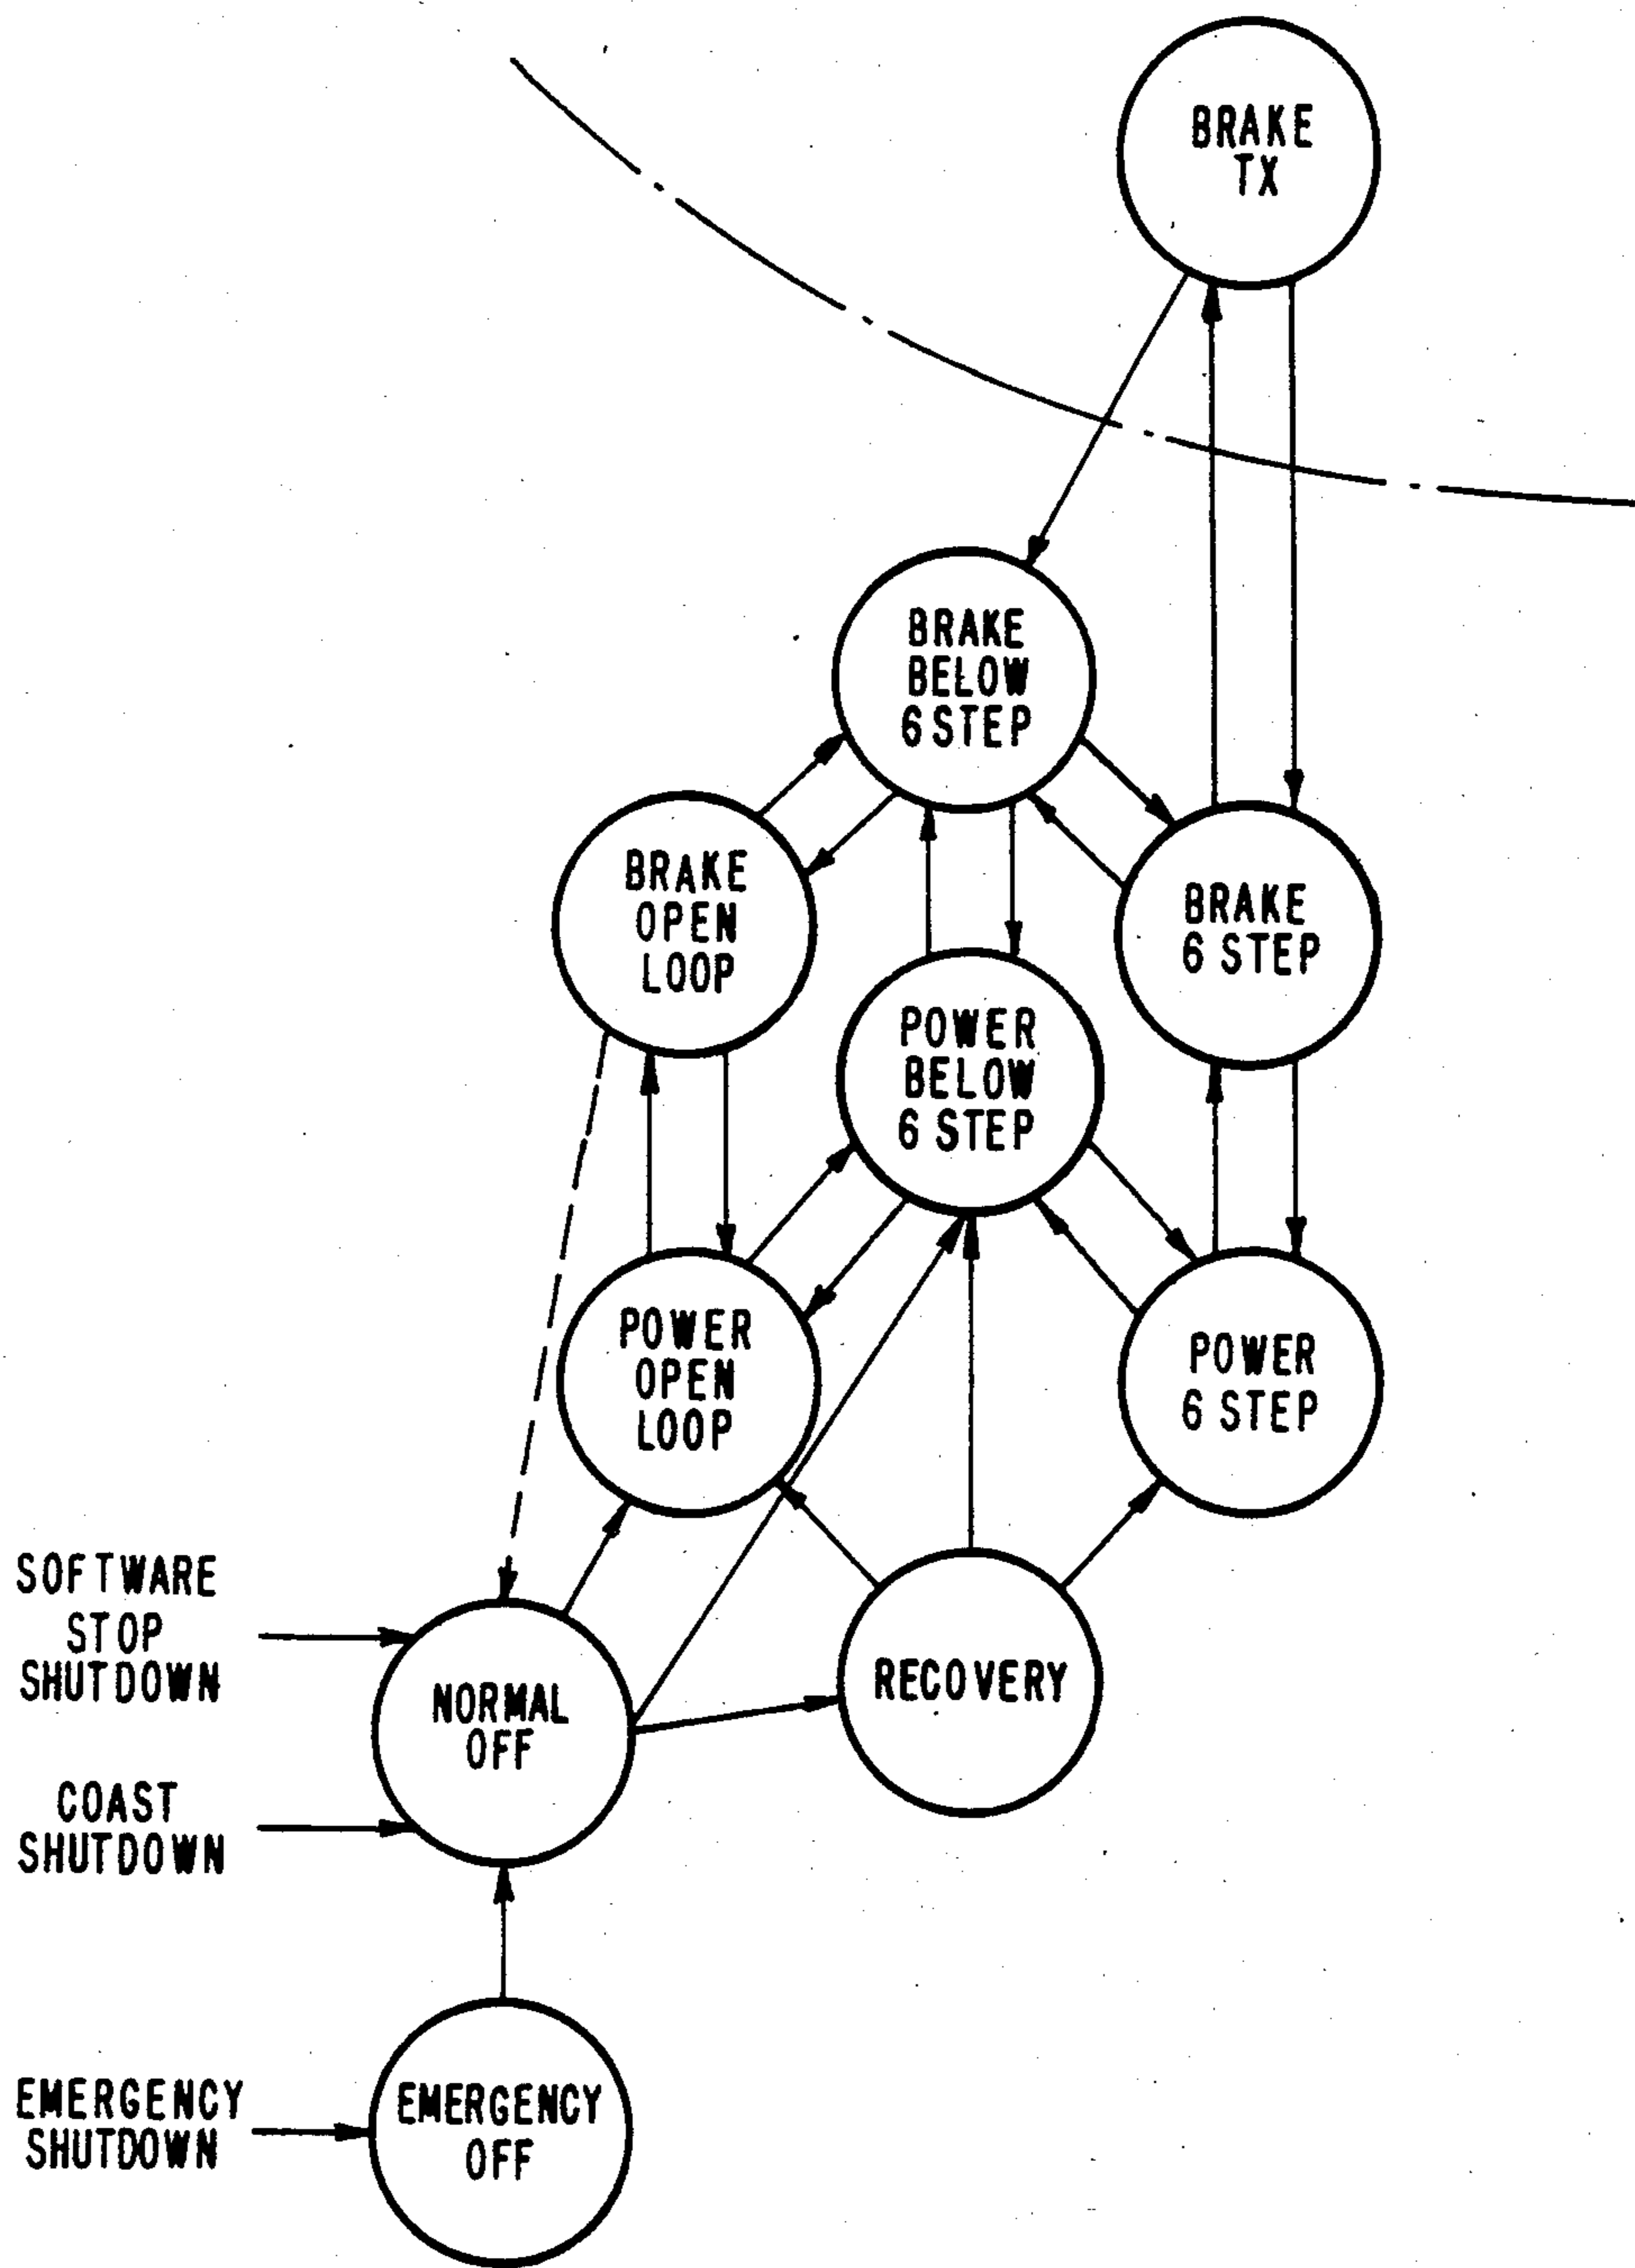 BRAKE
TX
BRAKE
BELOW
6 STEP
BRAKE
OPEN
LOOP
BRAKE
6 STEP
POWER
BELOW
6 STEP
POWER
OPEN
LOOP
POWER
6 STEP
SOFTWARE
STOP
SHUTDOWN
NORMAL
OFF
RECOVERY
COAST
SHUTDOWN
EMERGENCY
SHUTDOWN
EMERGENCY
OFF